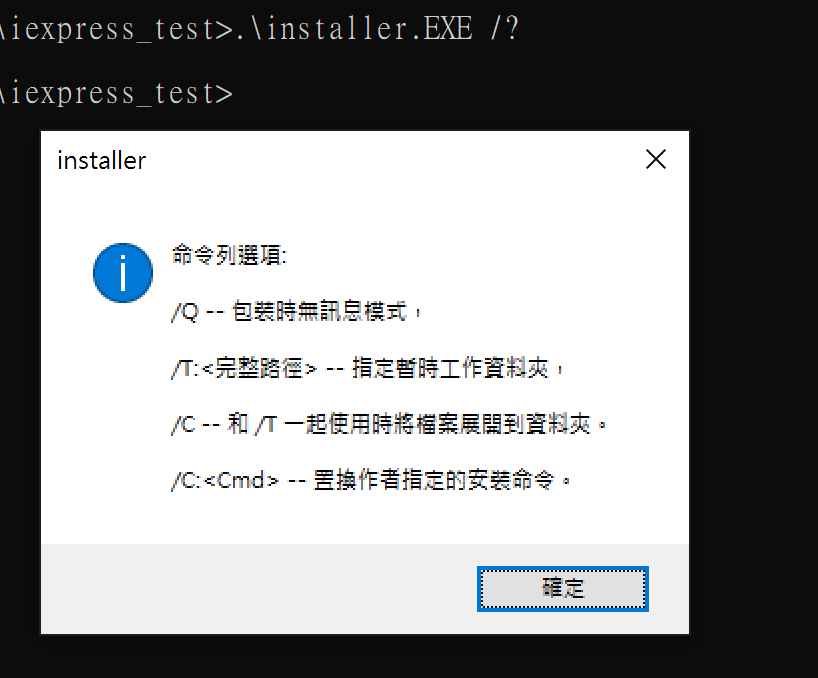 \iexpress_test>.\installer.EXE /?
\iexpress_test>
installer
命令列選項:
/Q -- 包裝時無訊息模式，
/T:<完整路徑> -- 指定暫時工作資料夾，
/C -- 和 /T 一起使用時將檔案展開到資料夾。
/C:<Cmd> -- 置換作者指定的安裝命令。
確定